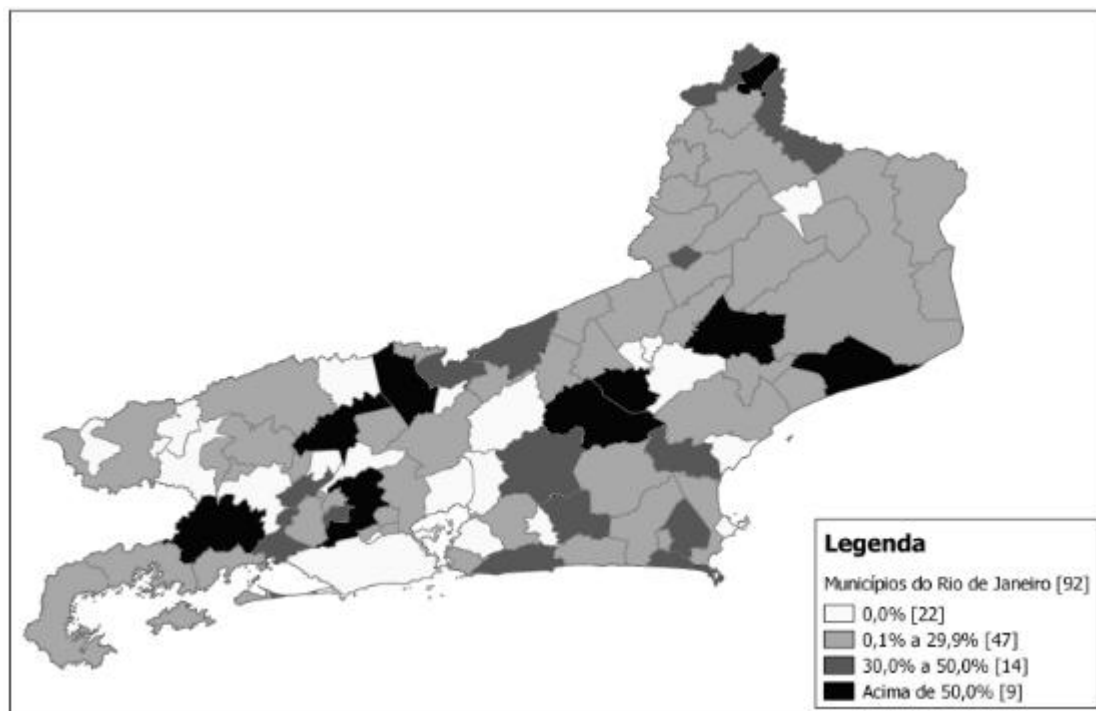 Legenda
Municípios do Rio de Janeiro [92]
0,0% [22]
0,1% a 29,9% [47]
30,0% a 50,0% [14]
Acima de 50,0% [9]